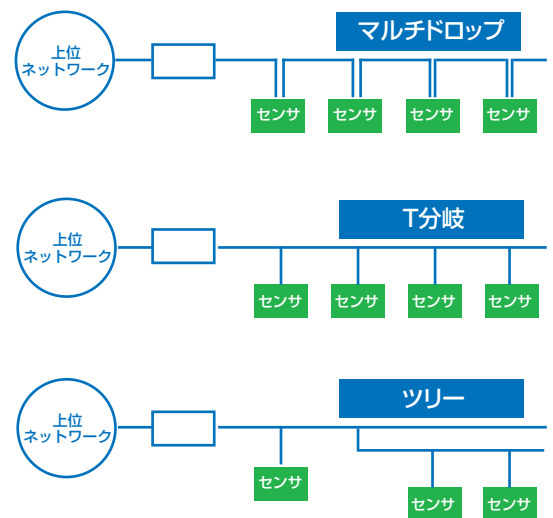 マルチドロップ
上位
ネットワーク
センサ
センサ
センサ
センサ
T分岐
上位
ネットワーク
センサ
センサ
センサ
センサ
ツリー
上位
ネットワーク
センサ
センサ
センサ